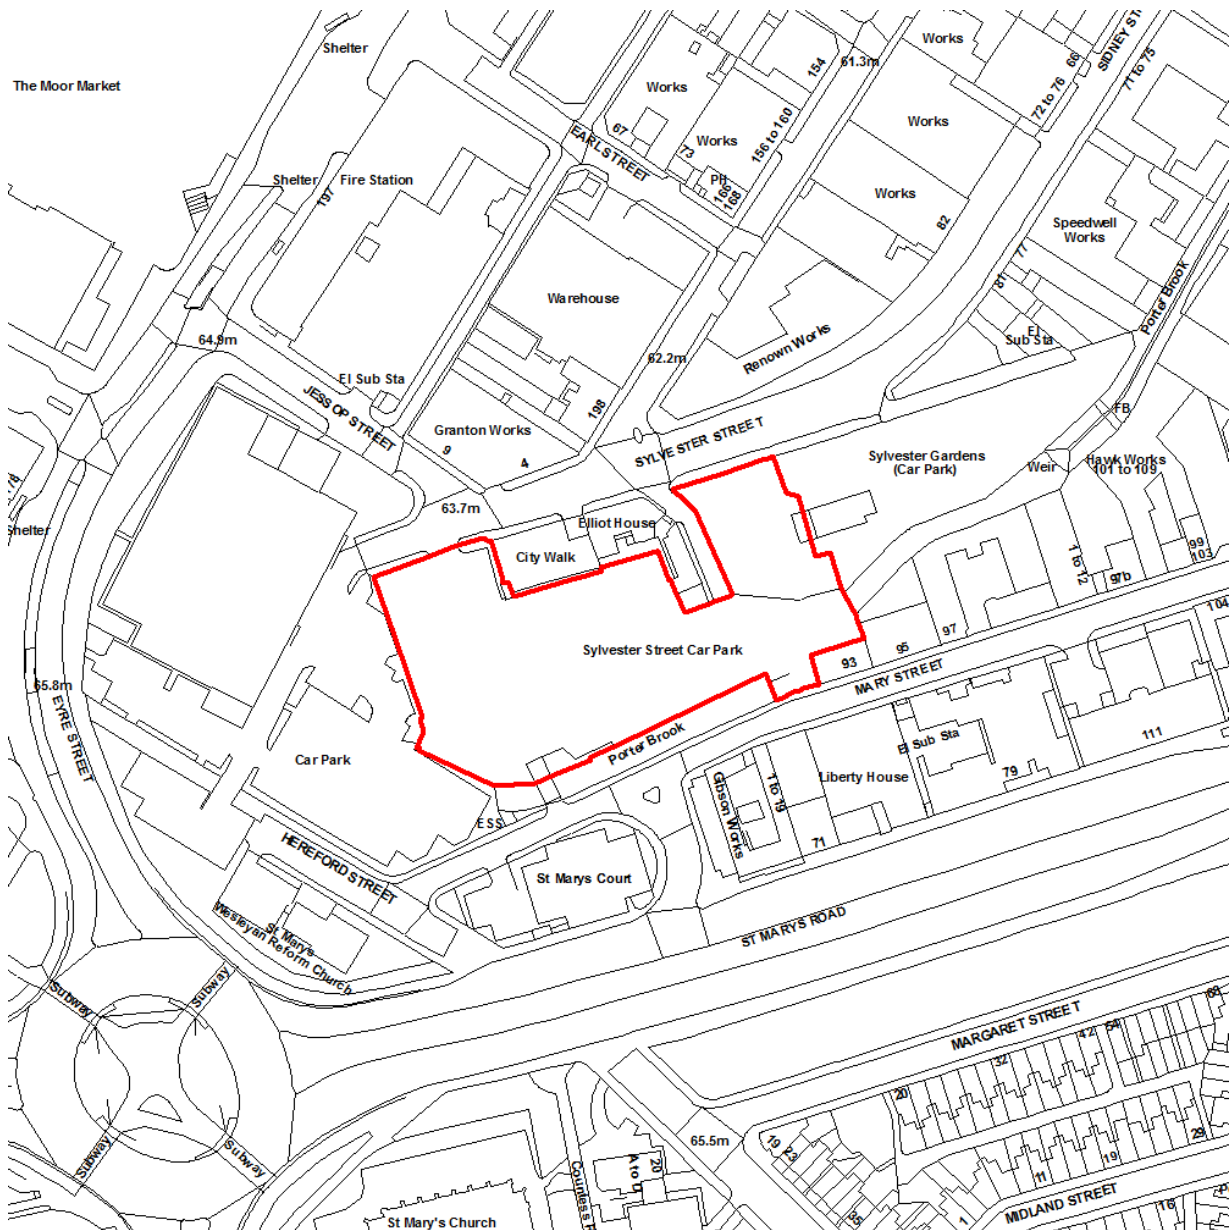 Shelter
The Moor Market
Works
SIDNEY ST
66
71 to 75
154
61.3m
72 to 76
Works
67
EARL STREET
73
Works
156 to 160
Works
PH
166
168
Shelter
197
Fire Station
Works
82
Speedwell
Works
77
81
Porter Brook
Warehouse
El
Sub Sta
64.9m
62.2m
Renown Works
El Sub Sta
JESSOP STREET
198
FB
Granton Works
9
4
SYLVESTER STREET
Sylvester Gardens
(Car Park)
Weir
Hawk Works
101 to 109
178
Shelter
63.7m
Elliot House
City Walk
99
103
1 to 12
97b
104
Sylvester Street Car Park
97
95
93
MARY STREET
65.8m
EYRE STREET
Porter Brook
El Sub Sta
111
Car Park
Gibson Works
1 to 19
Liberty House
79
ESS
71
HEREFORD STREET
St Marys Court
ST MARYS ROAD
St Mary's
Wesleyan Reform Church
Subway
Subway
68
MARGARET STREET
54
42
32
20
Subway
Subway
65.5m
19
23
29
19
11
A to D
20
Countess R
35
1
MIDLAND STREET
16
St Mary's Church